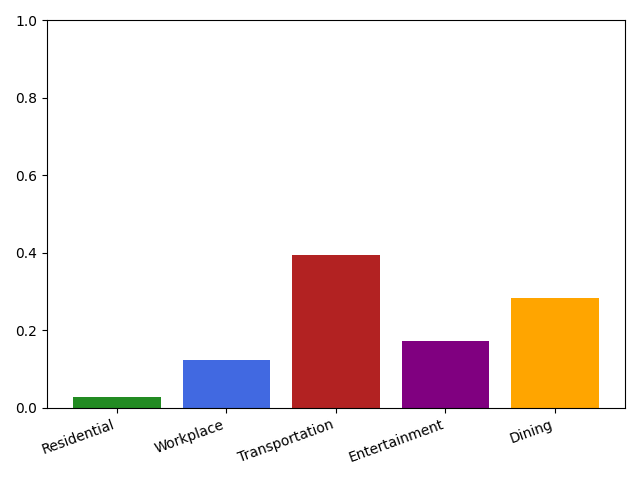 1.0
0.8
0.6
0.4
0.2
0.0
Residential
Workplace
Transportation
Entertainment
Dining